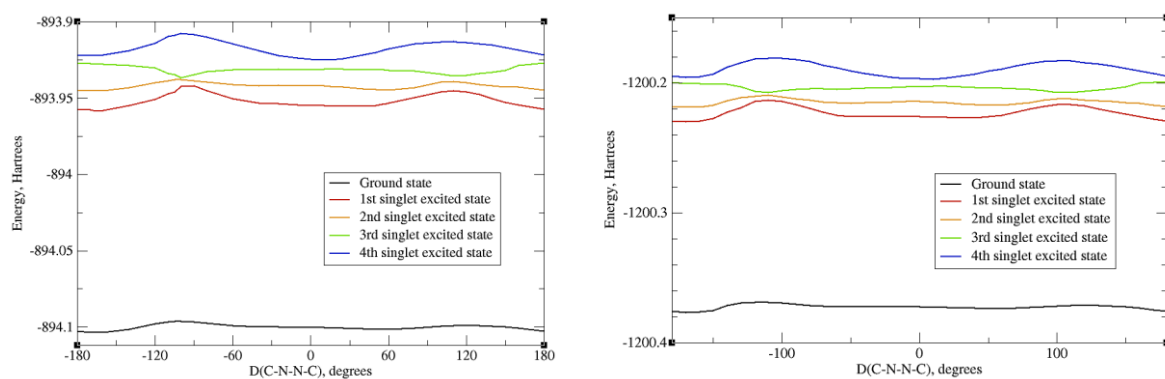 -893.9
-893.95
-894
-894.05
-894.1
Energy, Hartrees
Ground state
1st singlet excited state
2nd singlet excited state
3rd singlet excited state
4th singlet excited state
-180
-120
-60
0
60
120
180
D(C-N-N-C), degrees
-1200.2
-1200.3
-1200.4
Energy, Hartrees
Ground state
1st singlet excited state
2nd singlet excited state
3rd singlet excited state
4th singlet excited state
-100
0
100
D(C-N-N-C), degrees